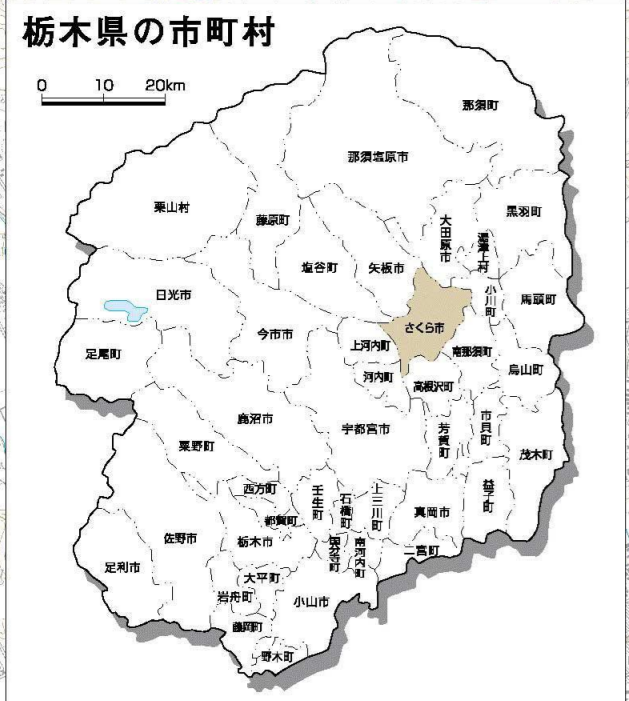 栃木県の市町村
0 10 20km
那須町
那須塩原市
栗山村
藤原町
黒羽町
大田原市
湯津上村
塩谷町
矢板市
小川町
馬頭町
日光市
さくら市
今市市
上河内町
南那須町
足尾町
烏山町
河内町
高根沢町
鹿沼市
宇都宮市
芳賀町
市貝町
粟野町
茂木町
西方町
壬生町
石橋町
上三川町
真岡市
益子町
都賀町
佐野市
栃木市
国分寺町
南河内町
二宮町
足利市
大平町
岩舟町
小山市
藤岡町
野木町